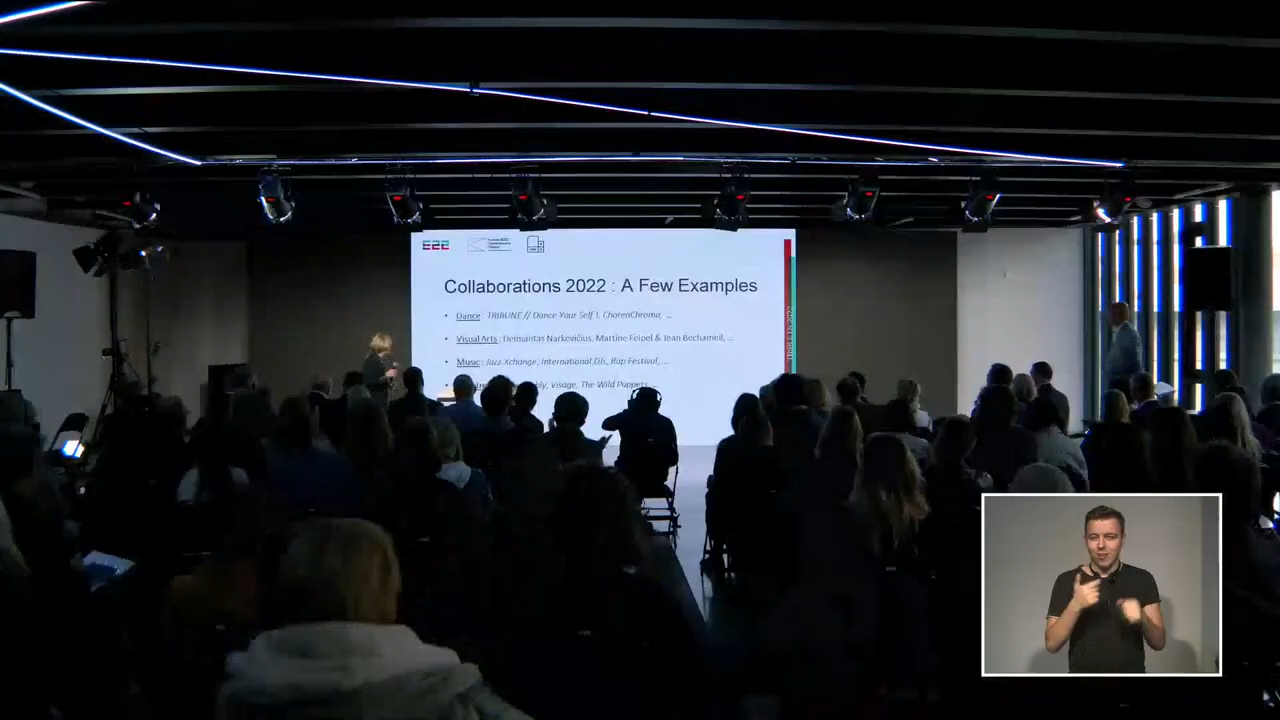 E22
Collaborations 2022 : A Few Examples
• Dance : TRIBUNE // Dance Your Self !, ChoreoChroma, ...
• Visual Arts : Deimantas Narkevičius, Martine Feipel & Jean Bechameil, ...
• Music : Jazz Xchange, International DJs, Rap Festival, ...
Visage, The Wild Puppets ...